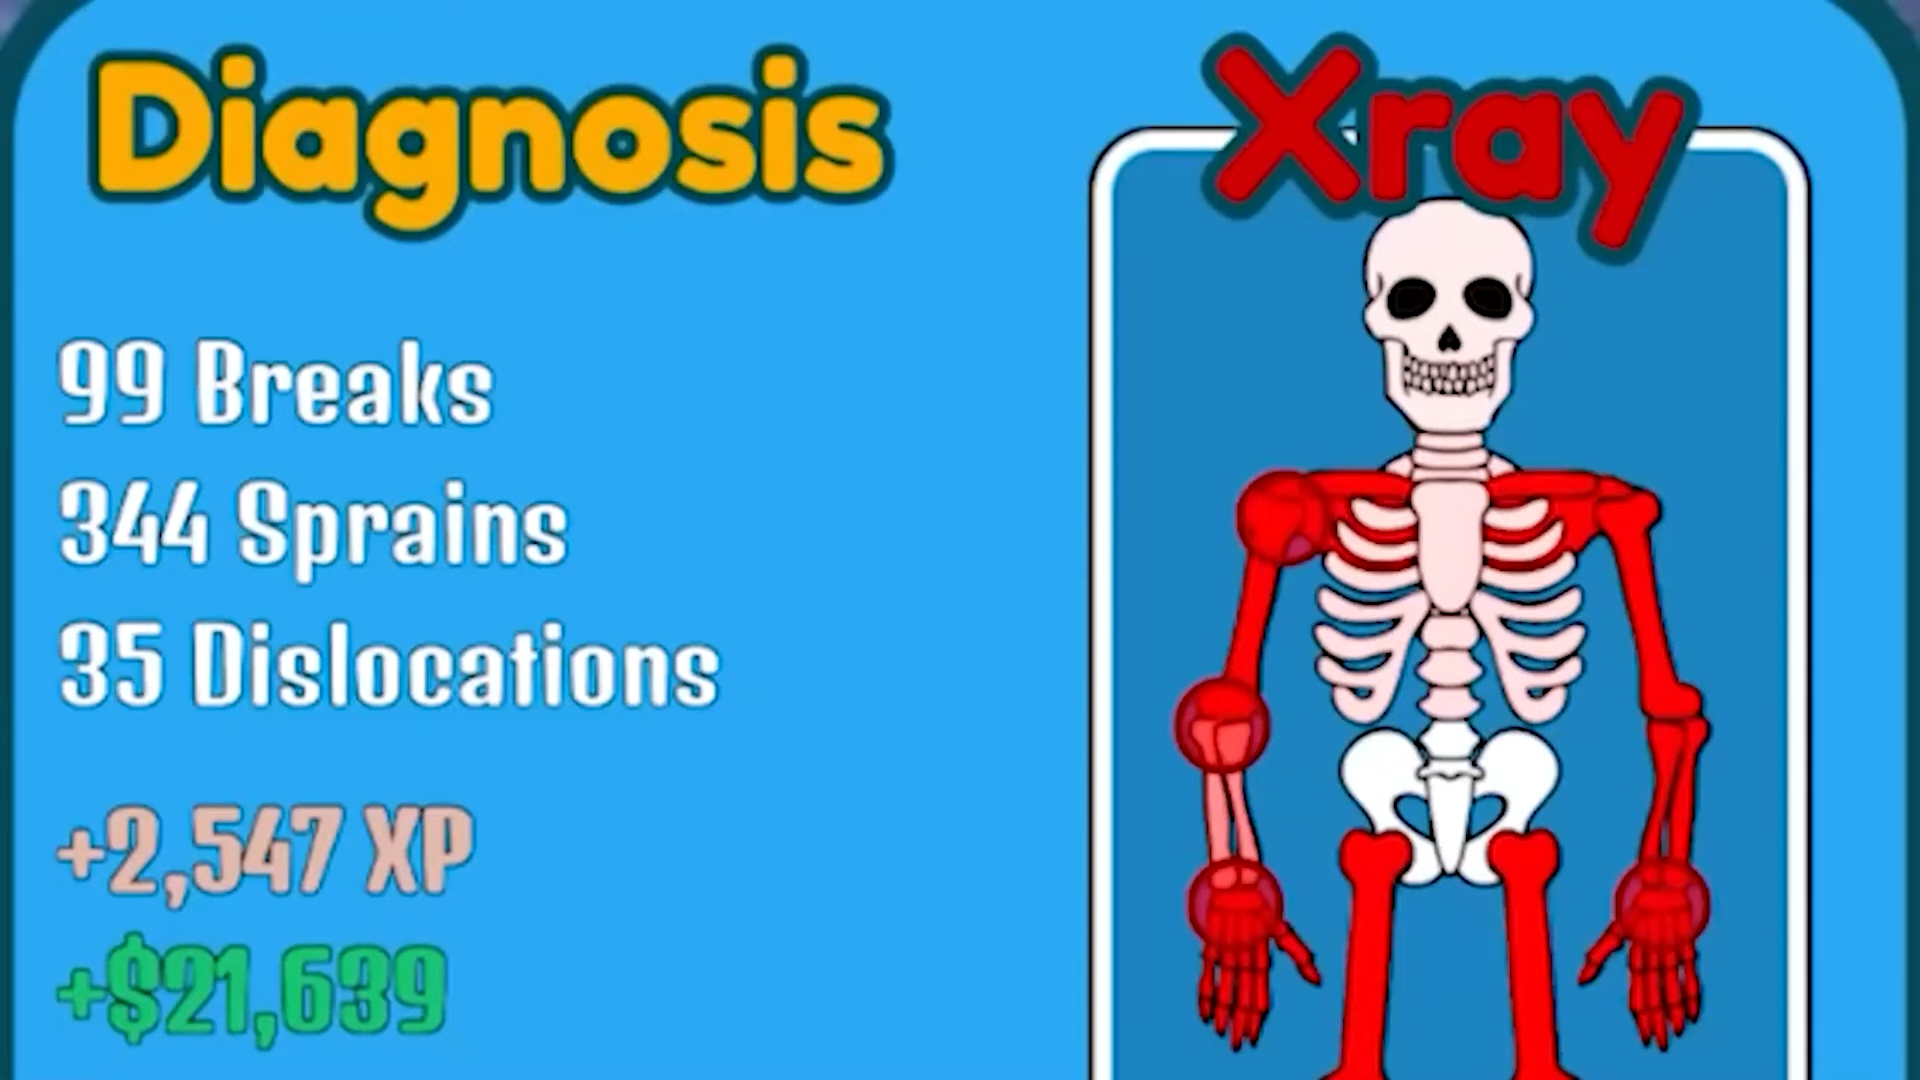 Diagnosis
Xray
99 Breaks
344 Sprains
35 Dislocations
+2,547 XP
+$21,639